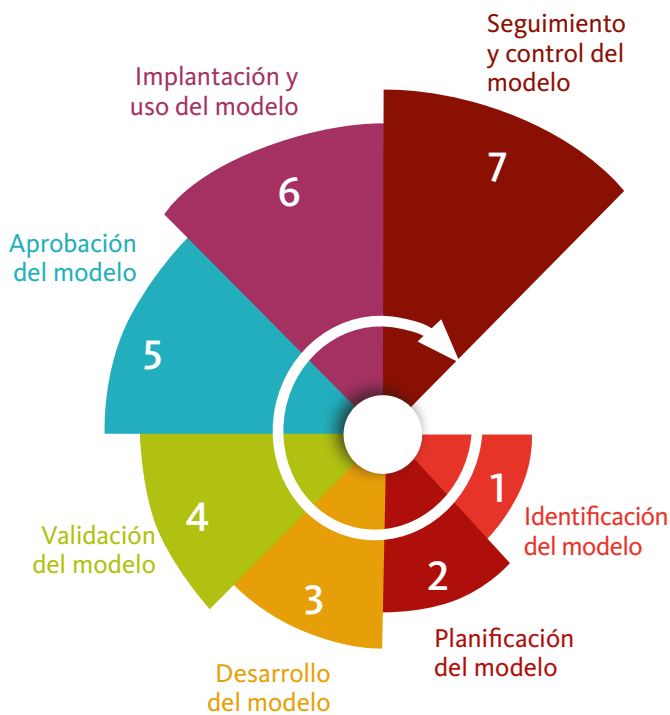 Seguimiento
y control del
modelo
7
Implantación y
uso del modelo
6
Aprobación
del modelo
5
Validación
del modelo
4
Desarrollo
del modelo
3
Planificación
del modelo
2
Identificación
del modelo
1